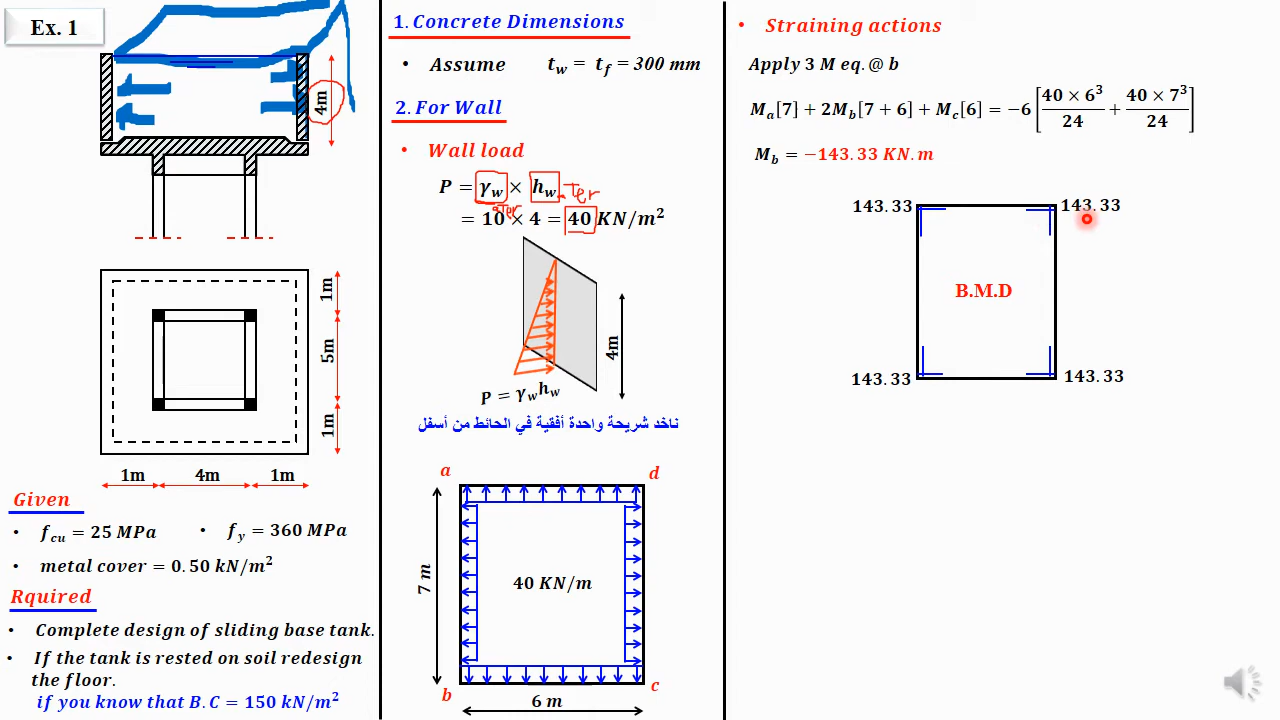 Ex. 1
4m
1m
5m
1m
1m 4m 1m
Given
• f_cu = 25 MPa • f_y = 360 MPa
• metal cover = 0.50 kN/m²
Rquired
• Complete design of sliding base tank.
• If the tank is rested on soil redesign
the floor.
if you know that B.C = 150 kN/m²
1. Concrete Dimensions
• Assume t_w = t_f = 300 mm
2. For Wall
• Wall load
P = γ_w × h_w
ater Ter
= 10 × 4 = 40 KN/m²
4m
P = γ_w h_w
ناخد شريحة واحدة أفقية في الحائط من أسفل
a d
7 m
40 KN/m
b c
6 m
• Straining actions
Apply 3 M eq.@ b
M_a[7] + 2M_b[7 + 6] + M_c[6] = −6 [40 × 6³/24 + 40 × 7³/24]
M_b = −143.33 KN.m
143.33 143.33
B.M.D
143.33 143.33